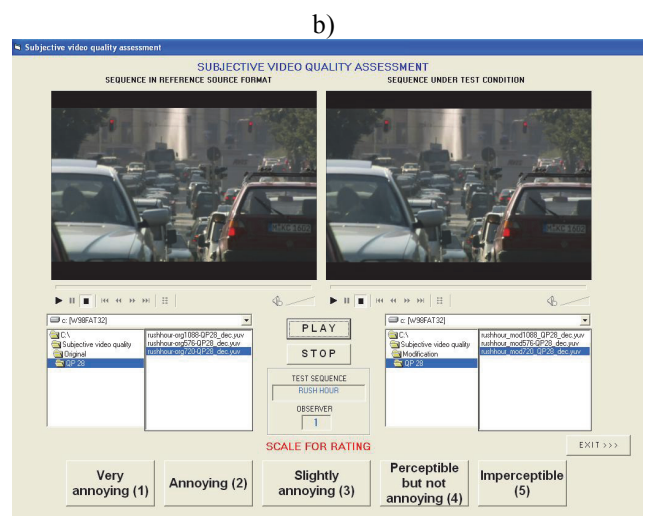 b)
Subjective video quality assessment
SUBJECTIVE VIDEO QUALITY ASSESSMENT
SEQUENCE IN REFERENCE SOURCE FORMAT
SEQUENCE UNDER TEST CONDITION
c: [W98FAT32]
C:\
Subjective video quality
Original
QP 28
rushhour-org1088-QP28_dec.yuv
rushhour-org576-QP28_dec.yuv
rushhour-org720-QP28_dec.yuv
PLAY
STOP
TEST SEQUENCE
RUSH HOUR
OBSERVER
1
c: [W98FAT32]
C:\
Subjective video quality
Modification
QP 28
rushhour_mod1088_QP28_dec.yuv
rushhour_mod576-QP28_dec.yuv
rushhour_mod720_QP28_dec.yuv
SCALE FOR RATING
EXIT >>>
Very
annoying (1)
Annoying (2)
Slightly
annoying (3)
Perceptible
but not
annoying (4)
Imperceptible
(5)